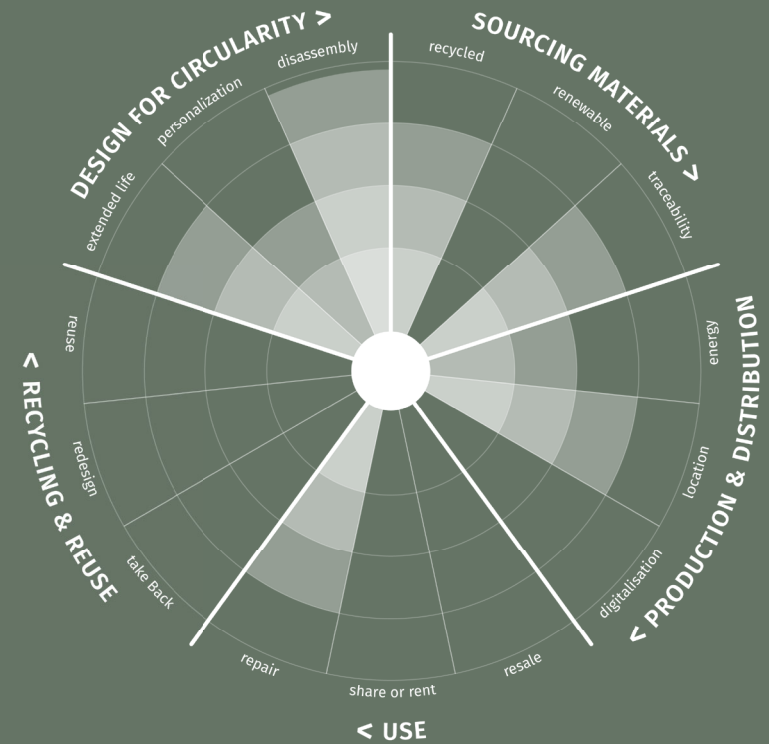 DESIGN FOR CIRCULARITY >
extended life
personalization
disassembly
SOURCING MATERIALS >
recycled
renewable
traceability
< PRODUCTION & DISTRIBUTION
energy
location
digitalisation
< USE
resale
share or rent
repair
< RECYCLING & REUSE
take Back
redesign
reuse